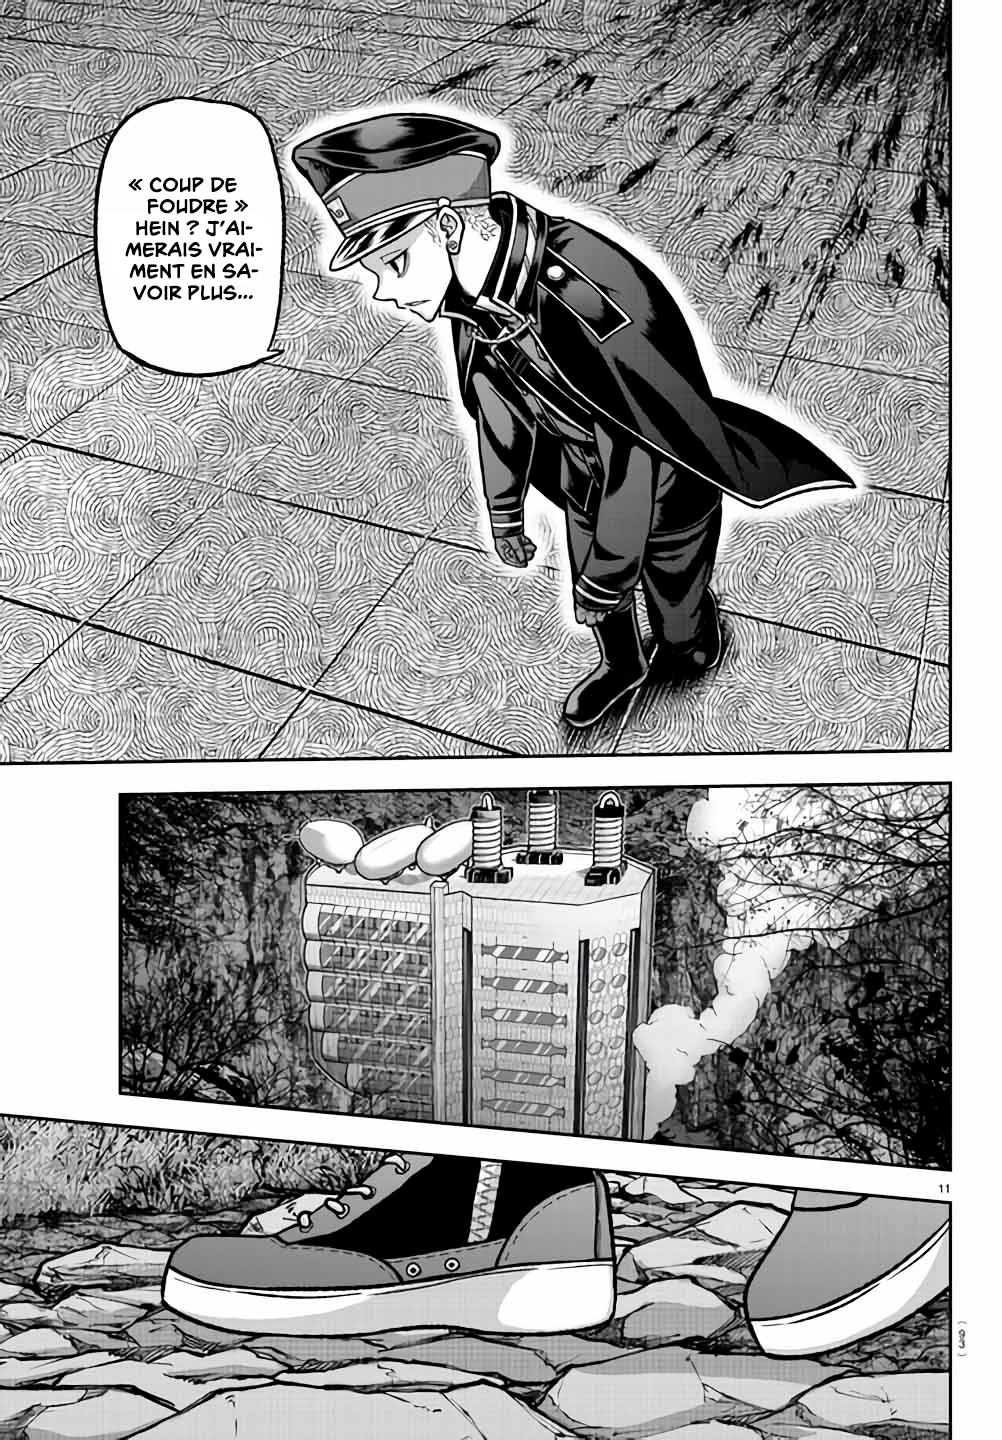 « COUP DE
FOUDRE »
HEIN ? J'AI-
MERAIS VRAI-
MENT EN SA-
VOIR PLUS...
11